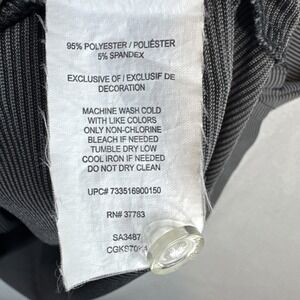 95% POLYESTER / POLIÉSTER
5% SPANDEX
EXCLUSIVE OF / EXCLUSIF DE
DECORATION
MACHINE WASH COLD
WITH LIKE COLORS
ONLY NON-CHLORINE
BLEACH IF NEEDED
TUMBLE DRY LOW
COOL IRON IF NEEDED
DO NOT DRY CLEAN
UPC# 733516900150
RN# 37783
SA3487